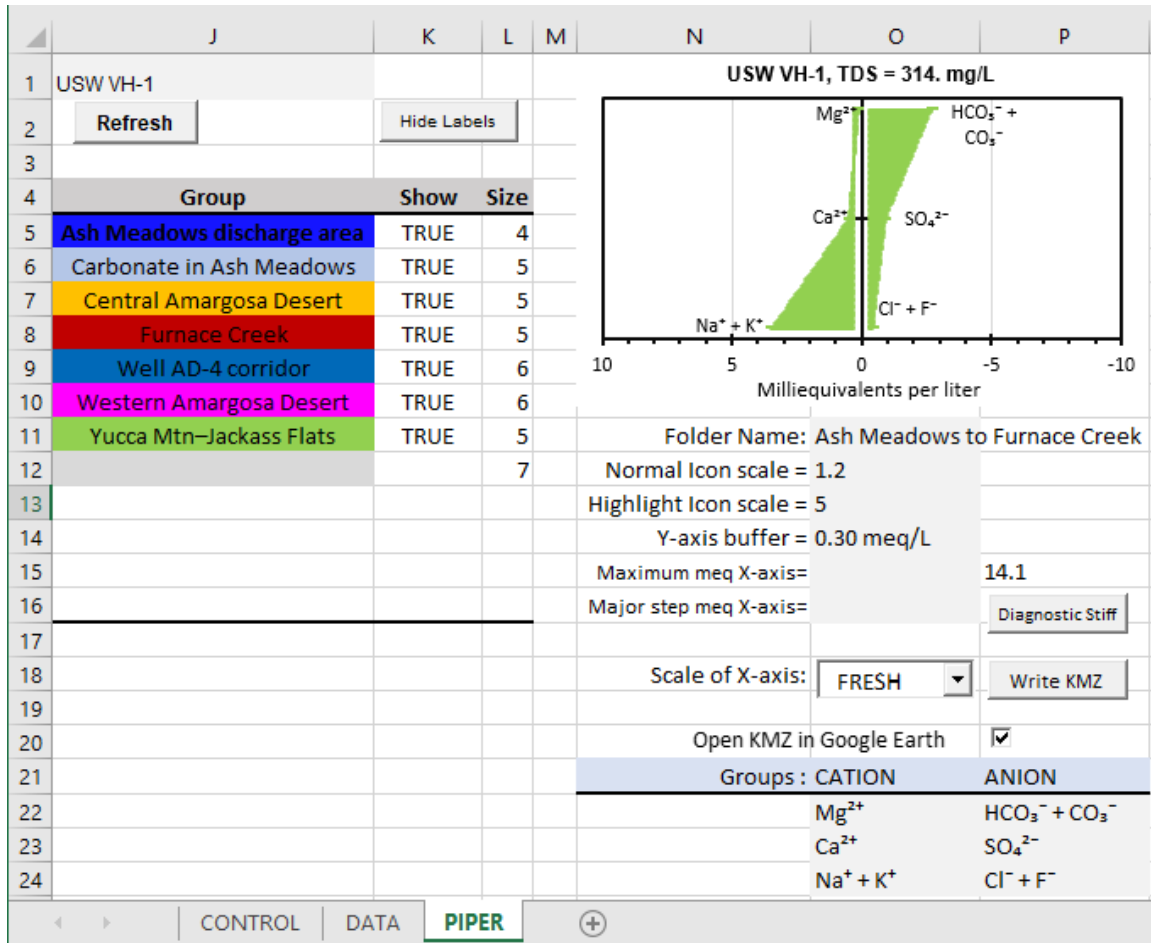 J K L M N O P
1 USW VH-1
USW VH-1, TDS = 314. mg/L
2 Refresh Hide Labels
Mg²⁺ HCO₃⁻ +
CO₃⁻
3
4 Group Show Size
5 Ash Meadows discharge area TRUE 4
Ca²⁺ SO₄²⁻
6 Carbonate in Ash Meadows TRUE 5
7 Central Amargosa Desert TRUE 5
Cl⁻ + F⁻
8 Furnace Creek TRUE 5
Na⁺ + K⁺
9 Well AD-4 corridor TRUE 6
10 5 0 -5 -10
10 Western Amargosa Desert TRUE 6
Milliequivalents per liter
11 Yucca Mtn–Jackass Flats TRUE 5 Folder Name: Ash Meadows to Furnace Creek
12 7 Normal Icon scale = 1.2
13 Highlight Icon scale = 5
14 Y-axis buffer = 0.30 meq/L
15 Maximum meq X-axis= 14.1
16 Major step meq X-axis= Diagnostic Stiff
17
18 Scale of X-axis: FRESH Write KMZ
19
20 Open KMZ in Google Earth
21 Groups : CATION ANION
22 Mg²⁺ HCO₃⁻ + CO₃⁻
23 Ca²⁺ SO₄²⁻
24 Na⁺ + K⁺ Cl⁻ + F⁻
CONTROL DATA PIPER